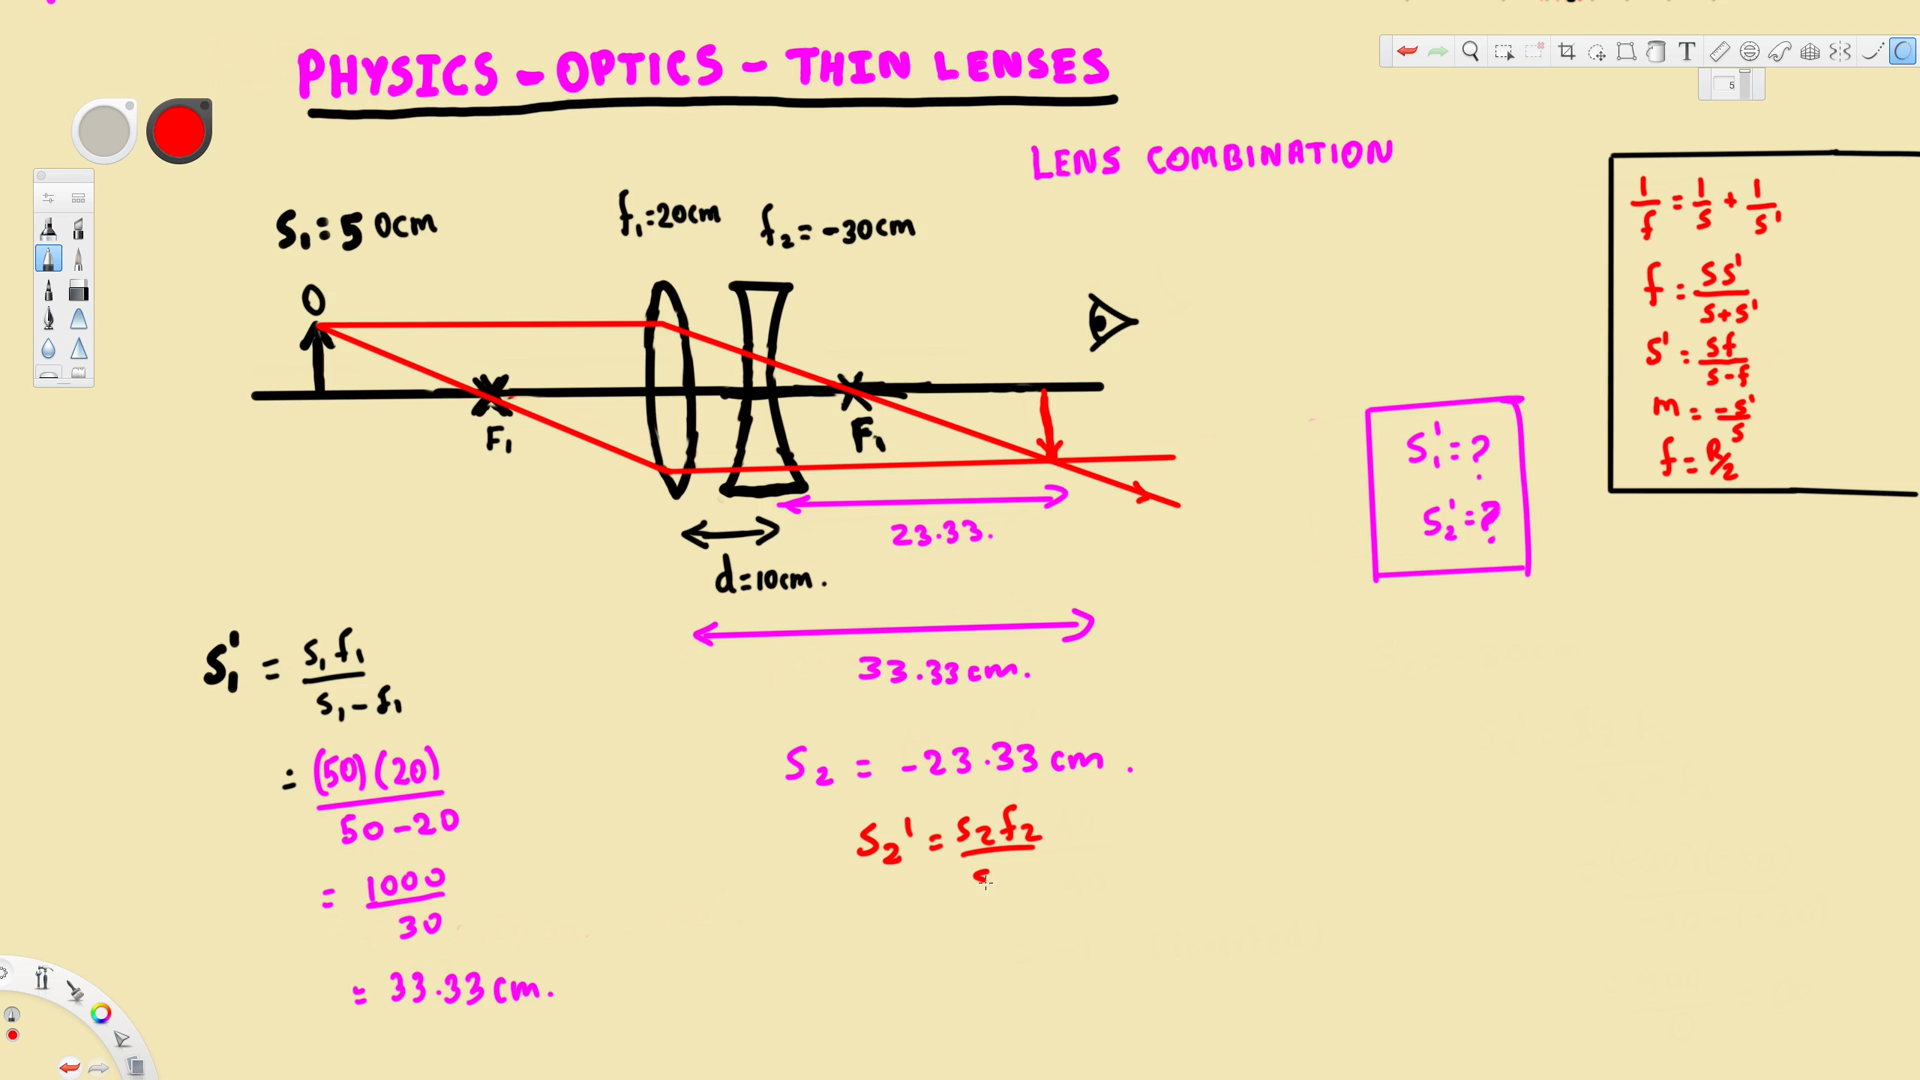 PHYSICS - OPTICS - THIN LENSES
5
LENS COMBINATION
S₁ = 50cm
f₁ = 20cm
f₂ = -30cm
O
F₁
F₁
23.33.
d = 10cm.
33.33 cm.
S₁' = S₁f₁ / S₁ - f₁
= (50)(20) / 50 - 20
= 1000 / 30
= 33.33 cm.
S₂ = -23.33 cm.
S₂' = S₂f₂ / S
S₁' = ?
S₂' = ?
1/f = 1/S + 1/S'
f = SS' / S + S'
S' = Sf / S - f
m = -S' / S
f = R/2